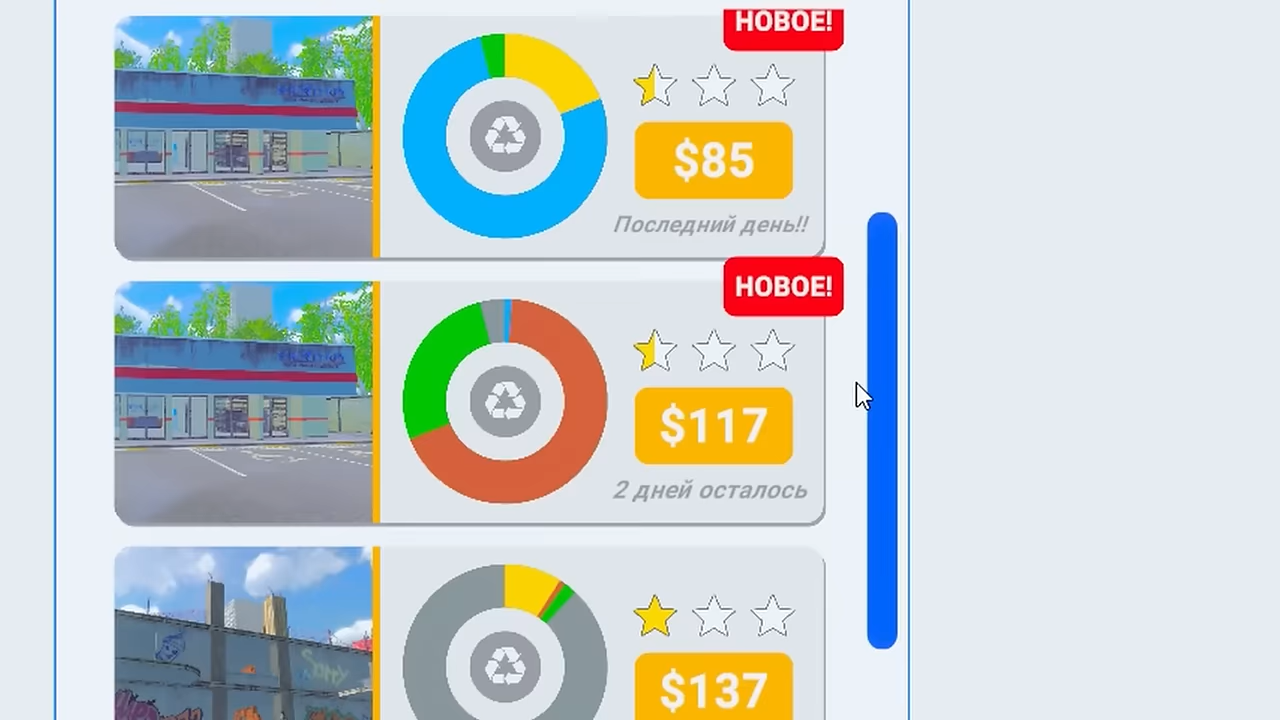 НОВОЕ!
$85
Последний день!!
НОВОЕ!
$117
2 дней осталось
$137